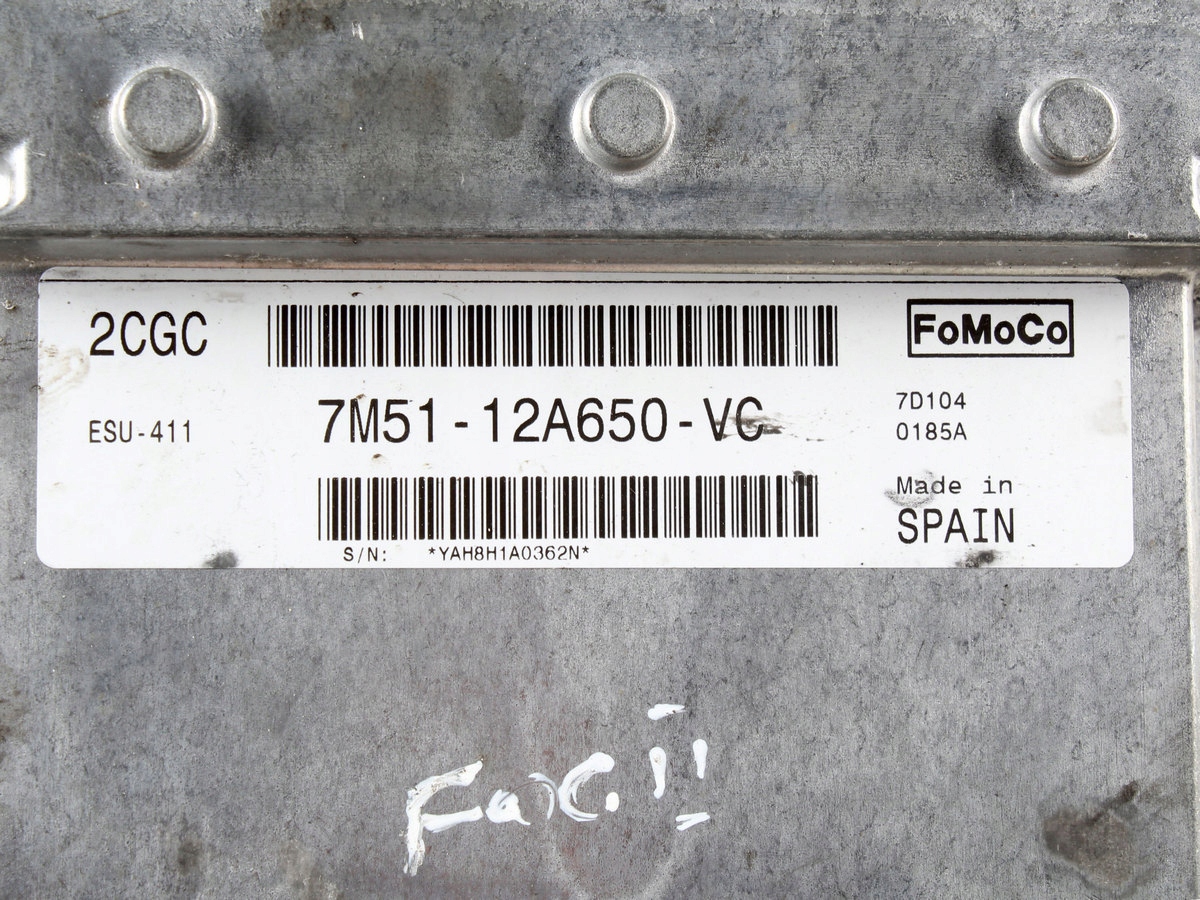 2CGC
FoMoCo
7M51-12A650-VC
ESU-411
7D104
0185A
Made in
SPAIN
S/N: *YAH8H1A0362N*